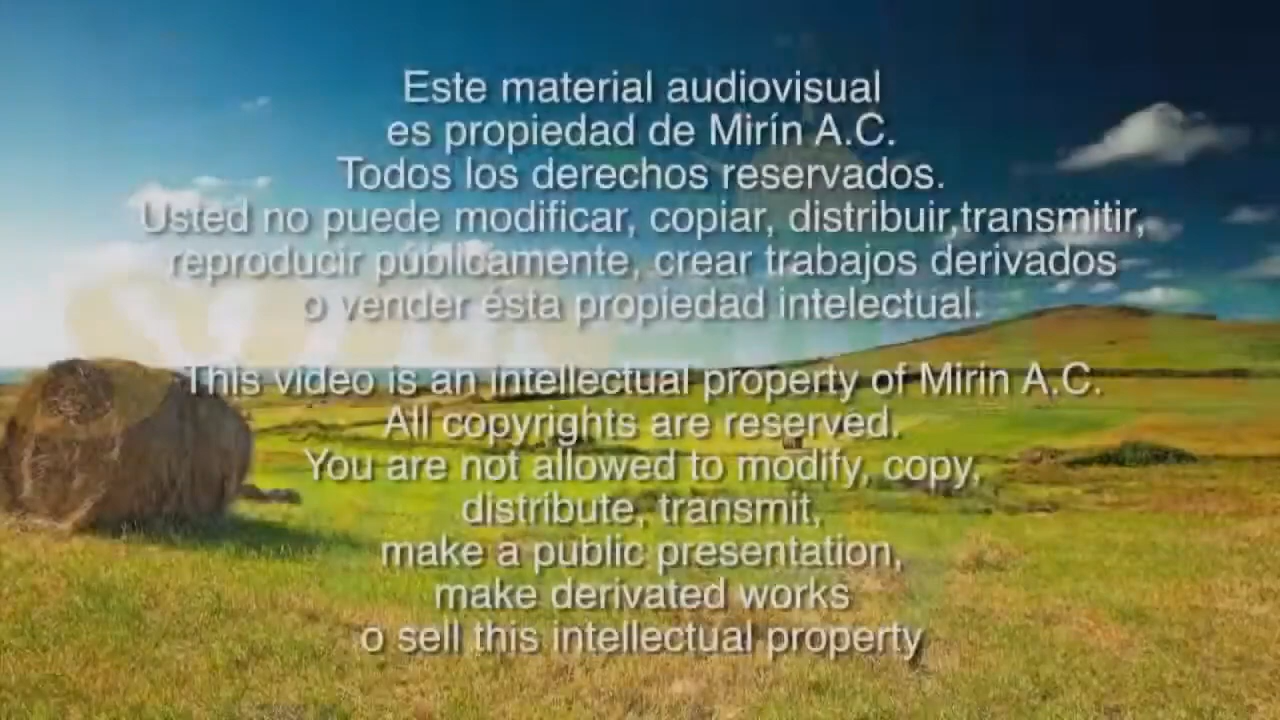 Este material audiovisual
es propiedad de Mirín A.C.
Todos los derechos reservados.
Usted no puede modificar, copiar, distribuir,transmitir,
reproducir públicamente, crear trabajos derivados
o vender ésta propiedad intelectual.
This video is an intellectual property of Mirin A.C.
All copyrights are reserved.
You are not allowed to modify, copy,
distribute, transmit,
make a public presentation,
make derivated works
o sell this intellectual property